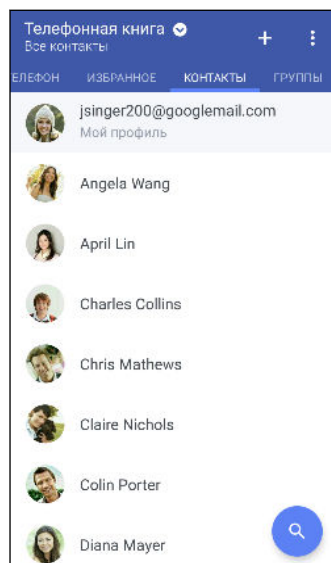 Телефонная книга
Все контакты
ЕЛЕФОН ИЗБРАННОЕ КОНТАКТЫ ГРУППЫ
jsinger200@googlemail.com
Мой профиль
Angela Wang
April Lin
Charles Collins
Chris Mathews
Claire Nichols
Colin Porter
Diana Mayer